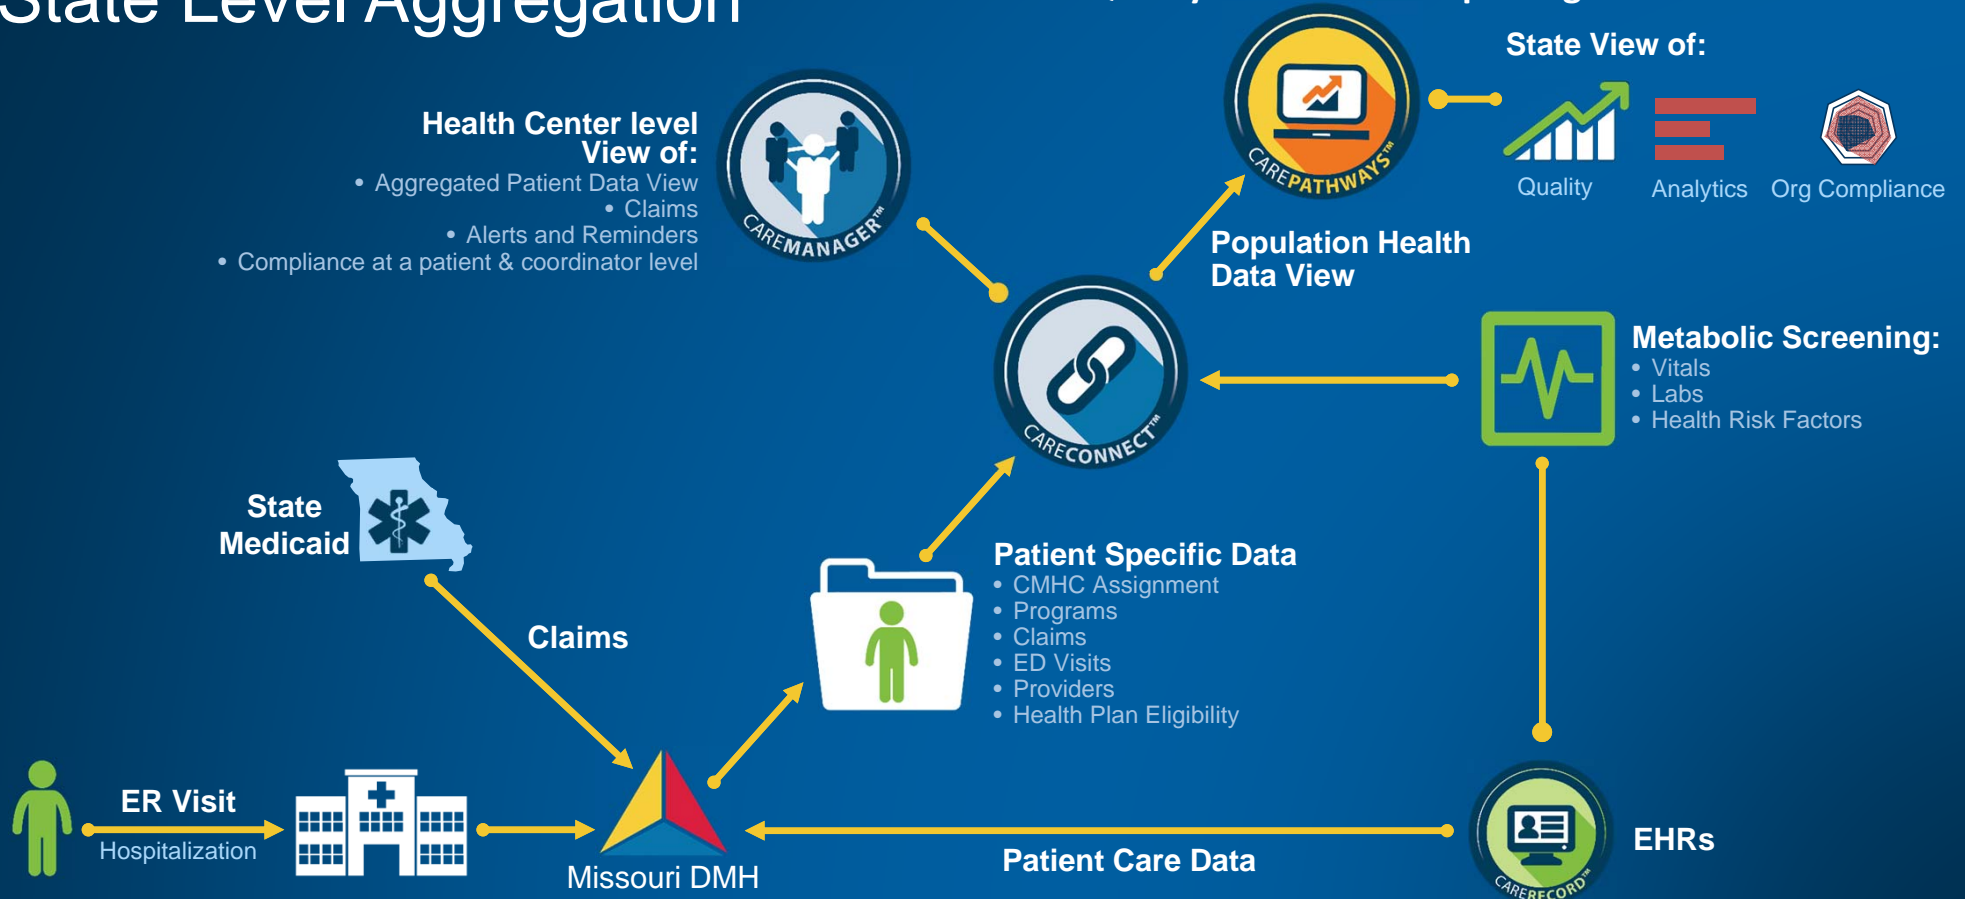 State Level Aggregation
State View of:
Quality
Analytics
Org Compliance
CAREPATHWAYS™
Health Center level
View of:
• Aggregated Patient Data View
• Claims
• Alerts and Reminders
• Compliance at a patient & coordinator level
CAREMANAGER™
Population Health
Data View
CARECONNECT™
Metabolic Screening:
• Vitals
• Labs
• Health Risk Factors
State
Medicaid
Claims
Patient Specific Data
• CMHC Assignment
• Programs
• Claims
• ED Visits
• Providers
• Health Plan Eligibility
ER Visit
Hospitalization
Missouri DMH
Patient Care Data
CARERECORD™
EHRs